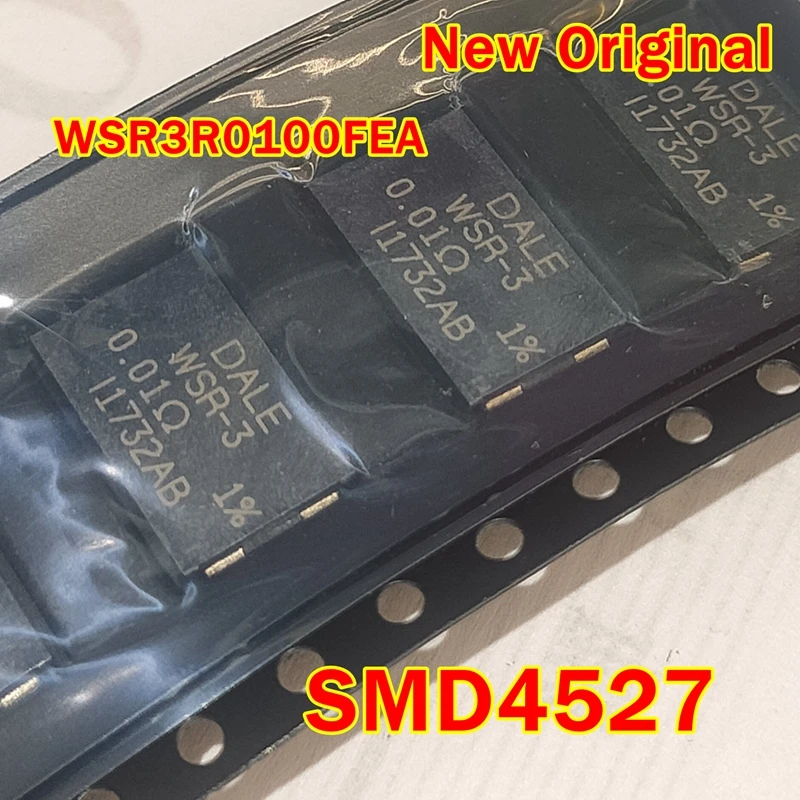 New Original
WSR3R0100FEA
DALE
WSR-3
0.01Ω 1%
I1732AB
DALE
WSR-3
0.01Ω 1%
I1732AB
DALE
WSR-3
.01Ω 1%
I1732AB
SMD4527